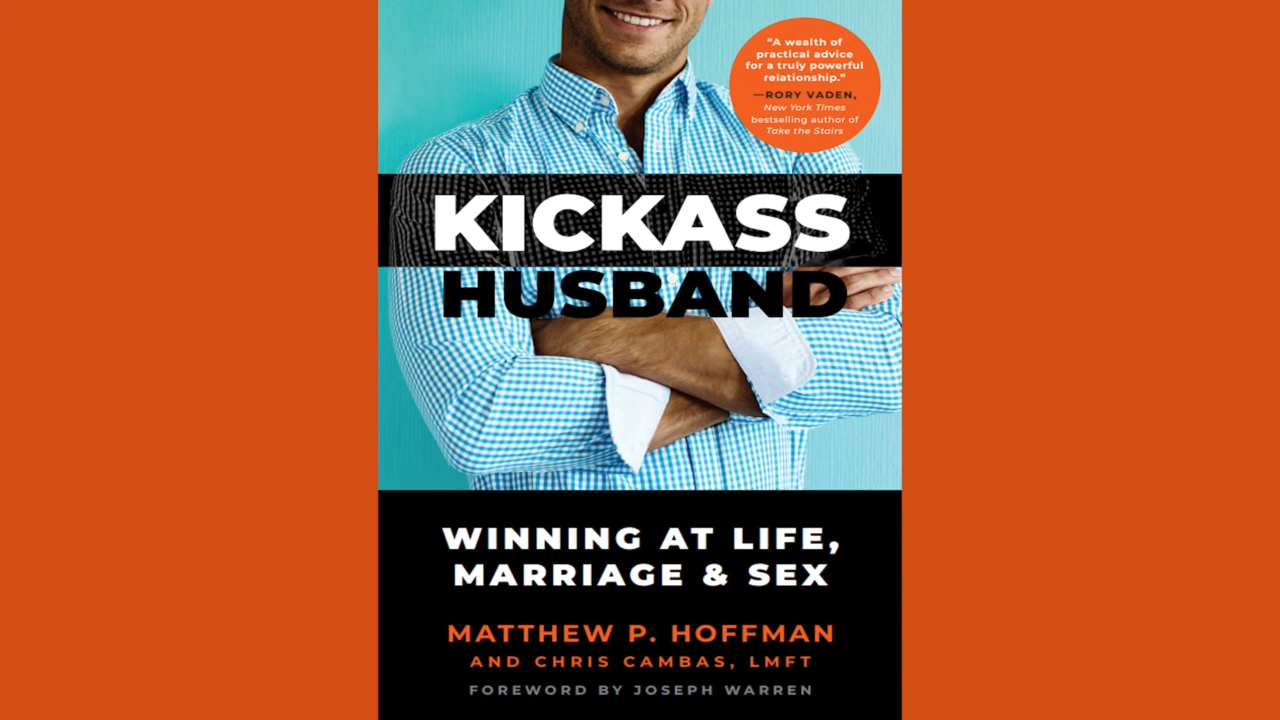 “A wealth of
practical advice
for a truly powerful
relationship.”
—RORY VADEN,
New York Times
bestselling author of
Take the Stairs
KICKASS
HUSBAND
WINNING AT LIFE,
MARRIAGE & SEX
MATTHEW P. HOFFMAN
AND CHRIS CAMBAS, LMFT
FOREWORD BY JOSEPH WARREN